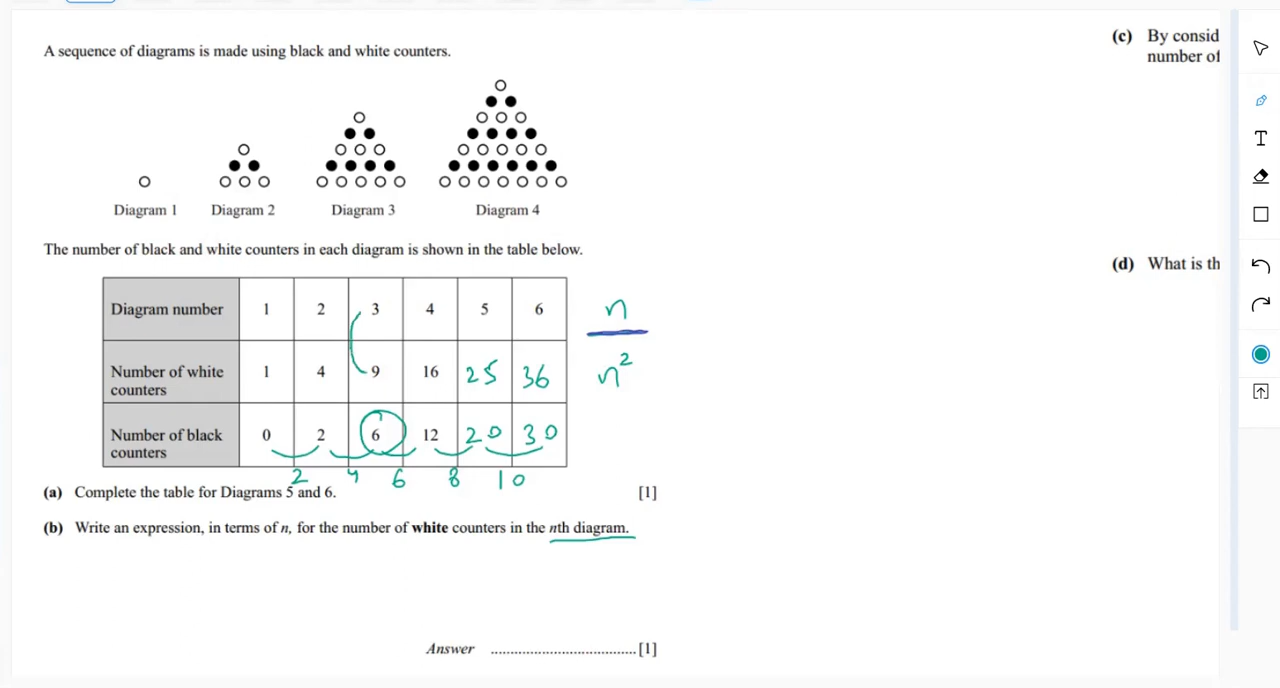 A sequence of diagrams is made using black and white counters.
(c) By consid
number of
Diagram 1 Diagram 2 Diagram 3 Diagram 4
The number of black and white counters in each diagram is shown in the table below.
(d) What is th
Diagram number 1 2 3 4 5 6 n
Number of white counters 1 4 9 16 25 36 n²
Number of black counters 0 2 6 12 20 30
2 4 6 8 10
(a) Complete the table for Diagrams 5 and 6. [1]
(b) Write an expression, in terms of n, for the number of white counters in the nth diagram.
Answer ..................................... [1]